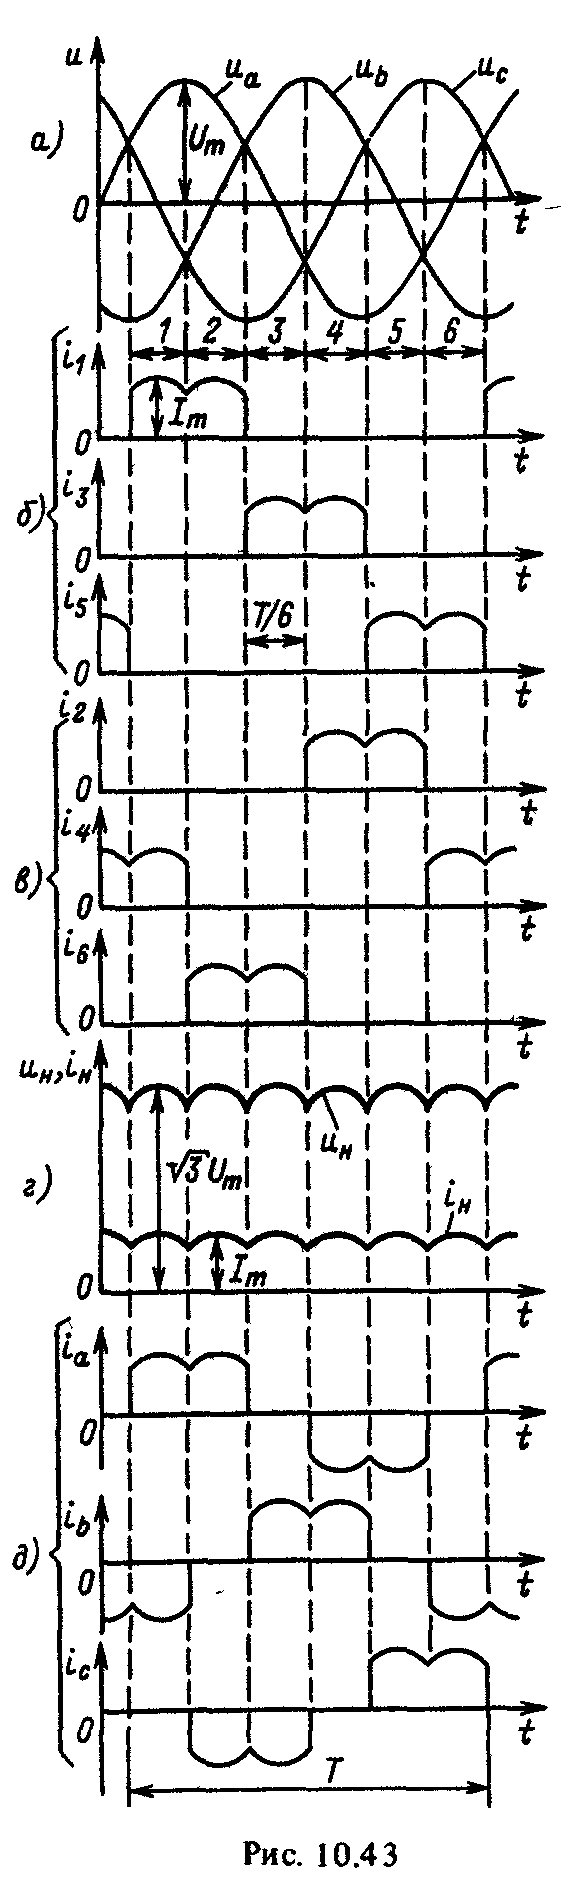 u
u_a
u_b
u_c
а)
U_m
0
t
1
2
3
4
5
6
б)
i_1
I_m
0
t
i_3
0
t
i_5
T/6
0
t
в)
i_2
0
t
i_4
0
t
i_6
0
t
г)
u_н, i_н
u_н
√3 U_m
i_н
I_m
0
t
д)
i_a
0
t
i_b
0
t
i_c
0
t
T
Рис. 10.43